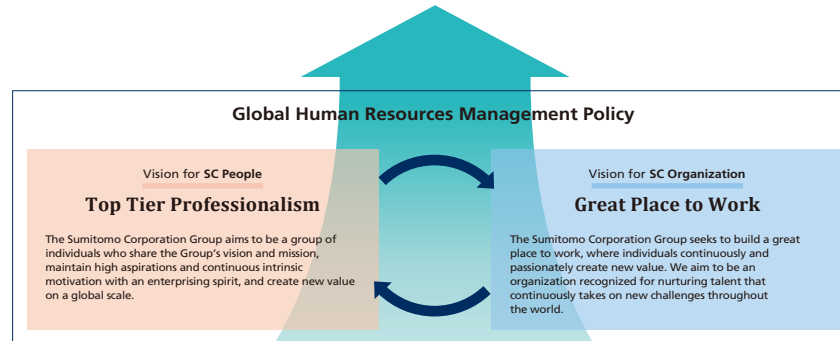 Global Human Resources Management Policy
Vision for SC People
Top Tier Professionalism
The Sumitomo Corporation Group aims to be a group of
individuals who share the Group's vision and mission,
maintain high aspirations and continuous intrinsic
motivation with an enterprising spirit, and create new value
on a global scale.
Vision for SC Organization
Great Place to Work
The Sumitomo Corporation Group seeks to build a great
place to work, where individuals continuously and
passionately create new value. We aim to be an
organization recognized for nurturing talent that
continuously takes on new challenges throughout
the world.